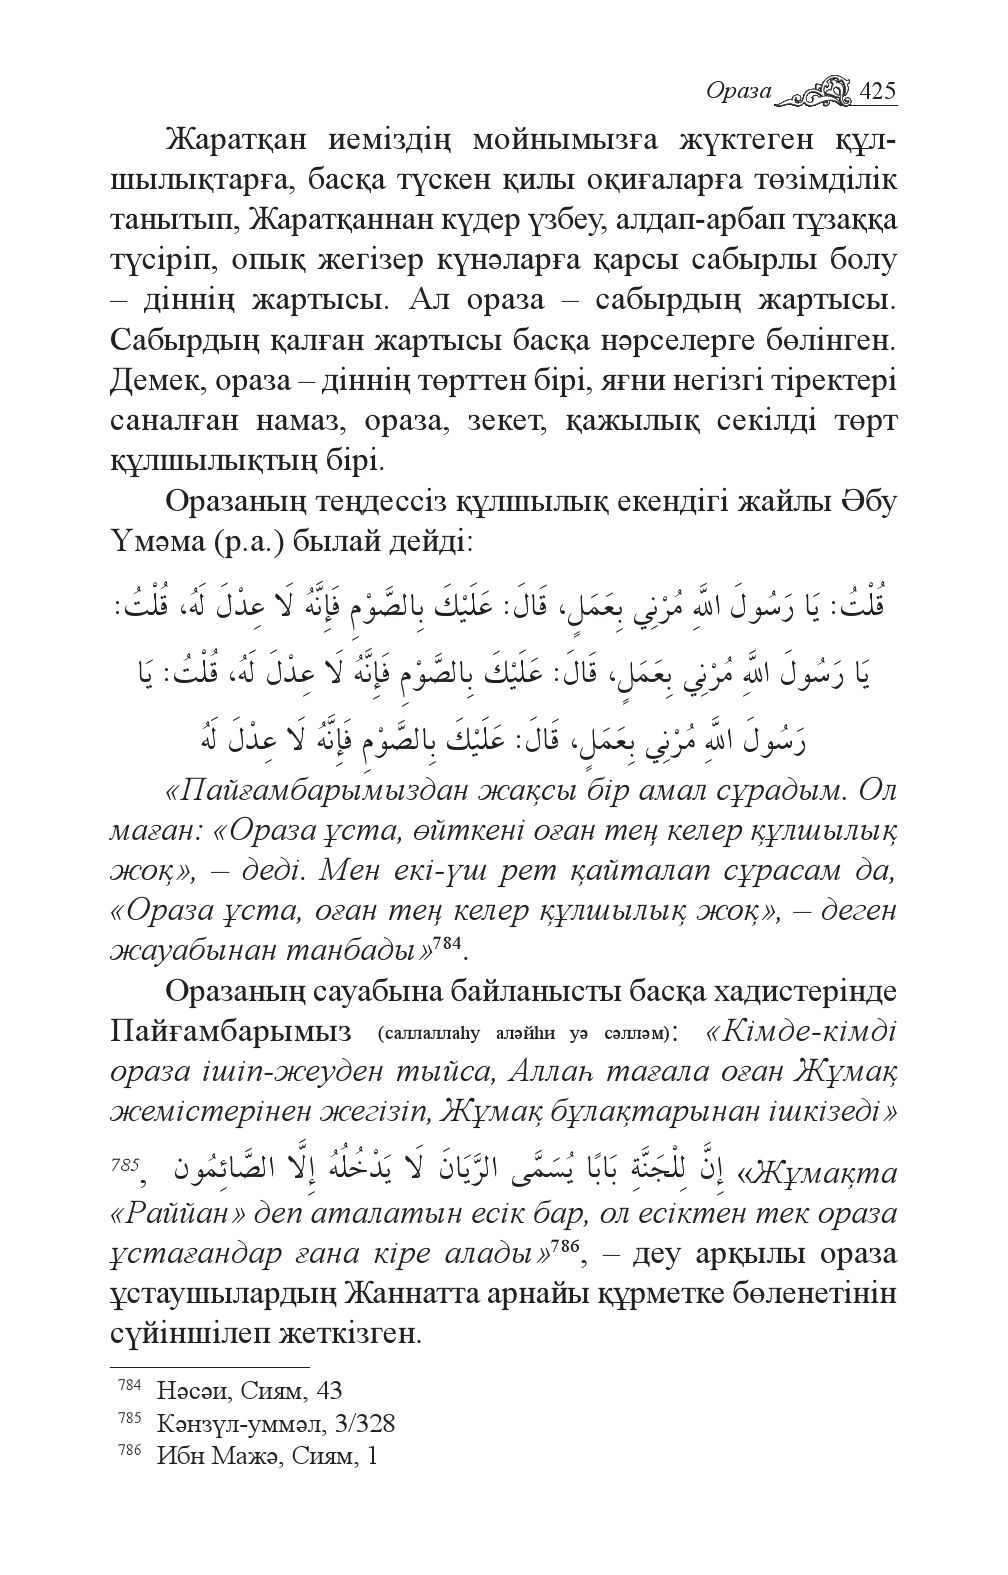 Ораза 425
Жаратқан иеміздің мойнымызға жүктеген құл-
шылықтарға, басқа түскен қилы оқиғаларға төзімділік
танытып, Жаратқаннан күдер үзбеу, алдап-арбап тұзаққа
түсіріп, опық жегізер күнәларға қарсы сабырлы болу
– діннің жартысы. Ал ораза – сабырдың жартысы.
Сабырдың қалған жартысы басқа нәрселерге бөлінген.
Демек, ораза – діннің төрттен бірі, яғни негізгі тіректері
саналған намаз, ораза, зекет, қажылық секілді төрт
құлшылықтың бірі.
Оразаның теңдессіз құлшылық екендігі жайлы Әбу
Үмәма (р.а.) былай дейді:
قُلْتُ: يَا رَسُولَ اللَّهِ مُرْنِي بِعَمَلٍ، قَالَ: عَلَيْكَ بِالصَّوْمِ فَإِنَّهُ لَا عِدْلَ لَهُ، قُلْتُ:
يَا رَسُولَ اللَّهِ مُرْنِي بِعَمَلٍ، قَالَ: عَلَيْكَ بِالصَّوْمِ فَإِنَّهُ لَا عِدْلَ لَهُ، قُلْتُ: يَا
رَسُولَ اللَّهِ مُرْنِي بِعَمَلٍ، قَالَ: عَلَيْكَ بِالصَّوْمِ فَإِنَّهُ لَا عِدْلَ لَهُ
«Пайғамбарымыздан жақсы бір амал сұрадым. Ол
маған: «Ораза ұста, өйткені оған тең келер құлшылық
жоқ», – деді. Мен екі-үш рет қайталап сұрасам да,
«Ораза ұста, оған тең келер құлшылық жоқ», – деген
жауабынан танбады»784.
Оразаның сауабына байланысты басқа хадистерінде
Пайғамбарымыз (саллаллаһу аләйһи уә сәлләм): «Кімде-кімді
ораза ішіп-жеуден тыйса, Аллаһ тағала оған Жұмақ
жемістерінен жегізіп, Жұмақ бұлақтарынан ішкізеді»
785, إِنَّ لِلْجَنَّةِ بَابًا يُسَمَّى الرَّيَانَ لَا يَدْخُلُهُ إِلَّا الصَّائِمُون «Жұмақта
«Раййан» деп аталатын есік бар, ол есіктен тек ораза
ұстағандар ғана кіре алады»786, – деу арқылы ораза
ұстаушылардың Жаннатта арнайы құрметке бөленетінін
сүйіншілеп жеткізген.
784 Нәсәи, Сиям, 43
785 Кәнзүл-уммәл, 3/328
786 Ибн Мажә, Сиям, 1